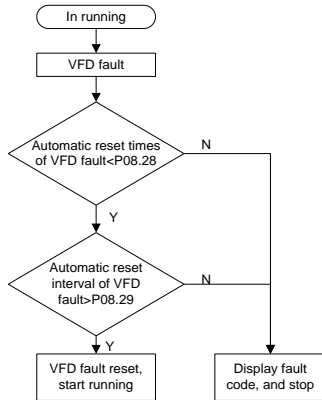 In running
VFD fault
Automatic reset times
of VFD fault<P08.28
N
Y
Automatic reset
interval of VFD
fault>P08.29
N
Y
VFD fault reset,
start running
Display fault
code, and stop